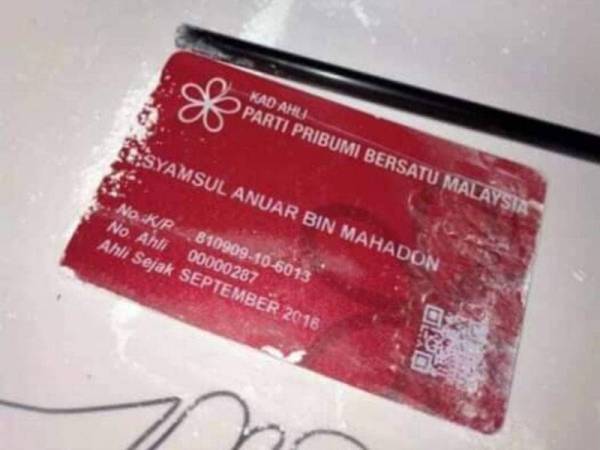 KAD AHLI
PARTI PRIBUMI BERSATU MALAYSIA
SYAMSUL ANUAR BIN MAHADON
No. K/P 810909-10-6013
No Ahli 00000287
Ahli Sejak SEPTEMBER 2016